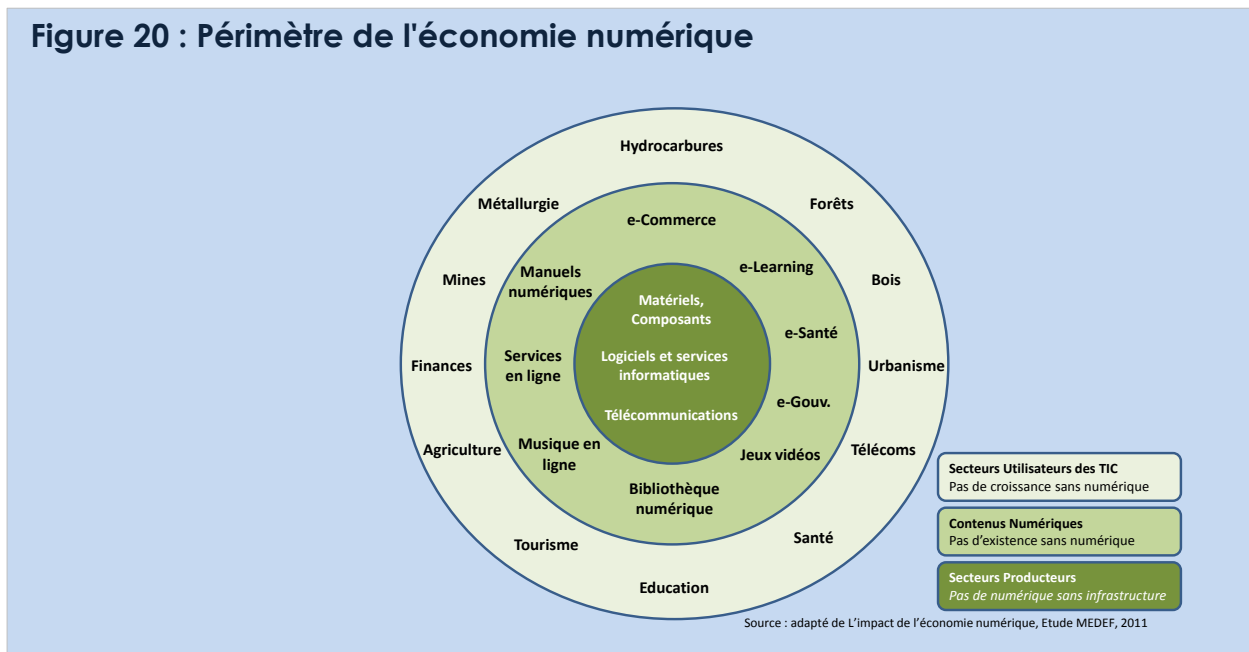 Figure 20 : Périmètre de l'économie numérique
Hydrocarbures
Métallurgie
Forêts
e-Commerce
e-Learning
Mines
Manuels
numériques
Bois
Matériels,
Composants
e-Santé
Finances
Services
en ligne
Logiciels et services
informatiques
Urbanisme
e-Gouv.
Télécommunications
Agriculture
Musique en
ligne
Jeux vidéos
Télécoms
Bibliothèque
numérique
Tourisme
Santé
Education
Secteurs Utilisateurs des TIC
Pas de croissance sans numérique
Contenus Numériques
Pas d’existence sans numérique
Secteurs Producteurs
Pas de numérique sans infrastructure
Source : adapté de L’impact de l’économie numérique, Etude MEDEF, 2011